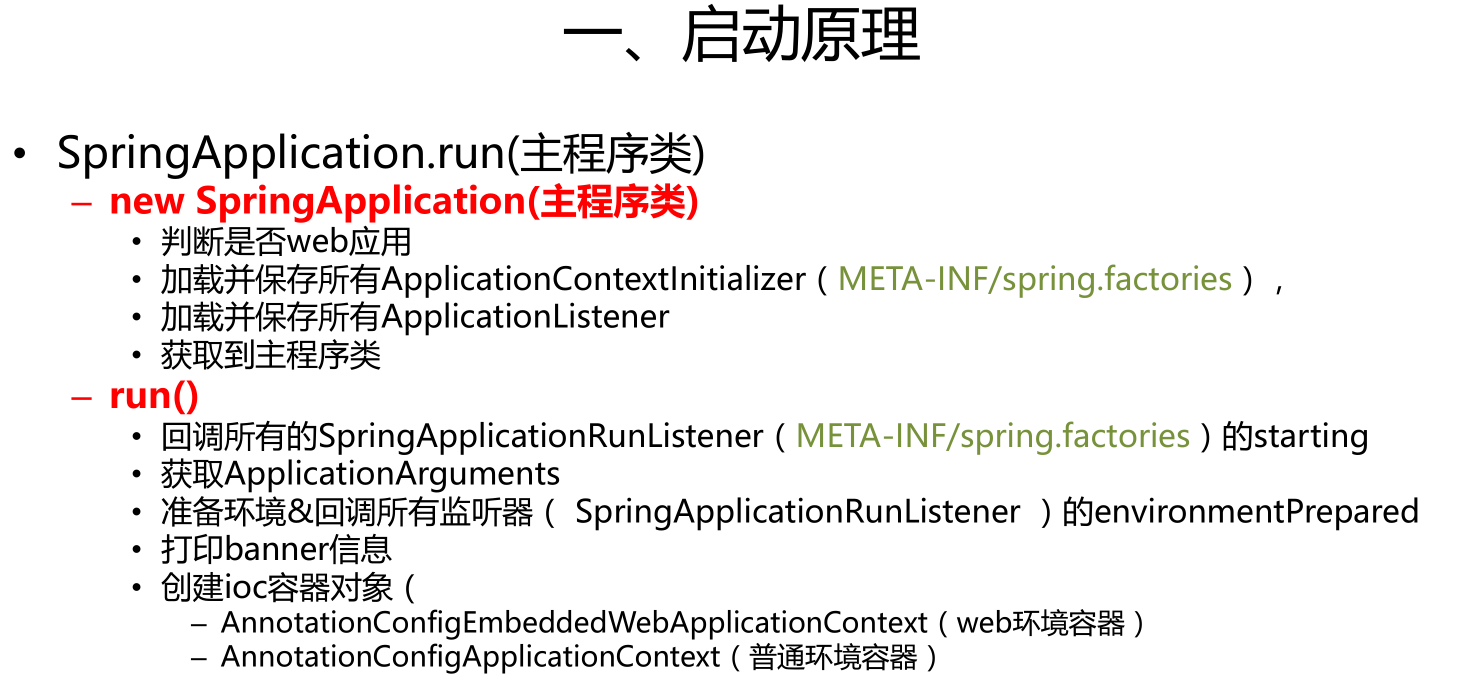 一、启动原理
• SpringApplication.run(主程序类)
– new SpringApplication(主程序类)
• 判断是否web应用
• 加载并保存所有ApplicationContextInitializer（META-INF/spring.factories），
• 加载并保存所有ApplicationListener
• 获取到主程序类
– run()
• 回调所有的SpringApplicationRunListener（META-INF/spring.factories）的starting
• 获取ApplicationArguments
• 准备环境&回调所有监听器（ SpringApplicationRunListener ）的environmentPrepared
• 打印banner信息
• 创建ioc容器对象（
– AnnotationConfigEmbeddedWebApplicationContext（web环境容器）
– AnnotationConfigApplicationContext（普通环境容器）